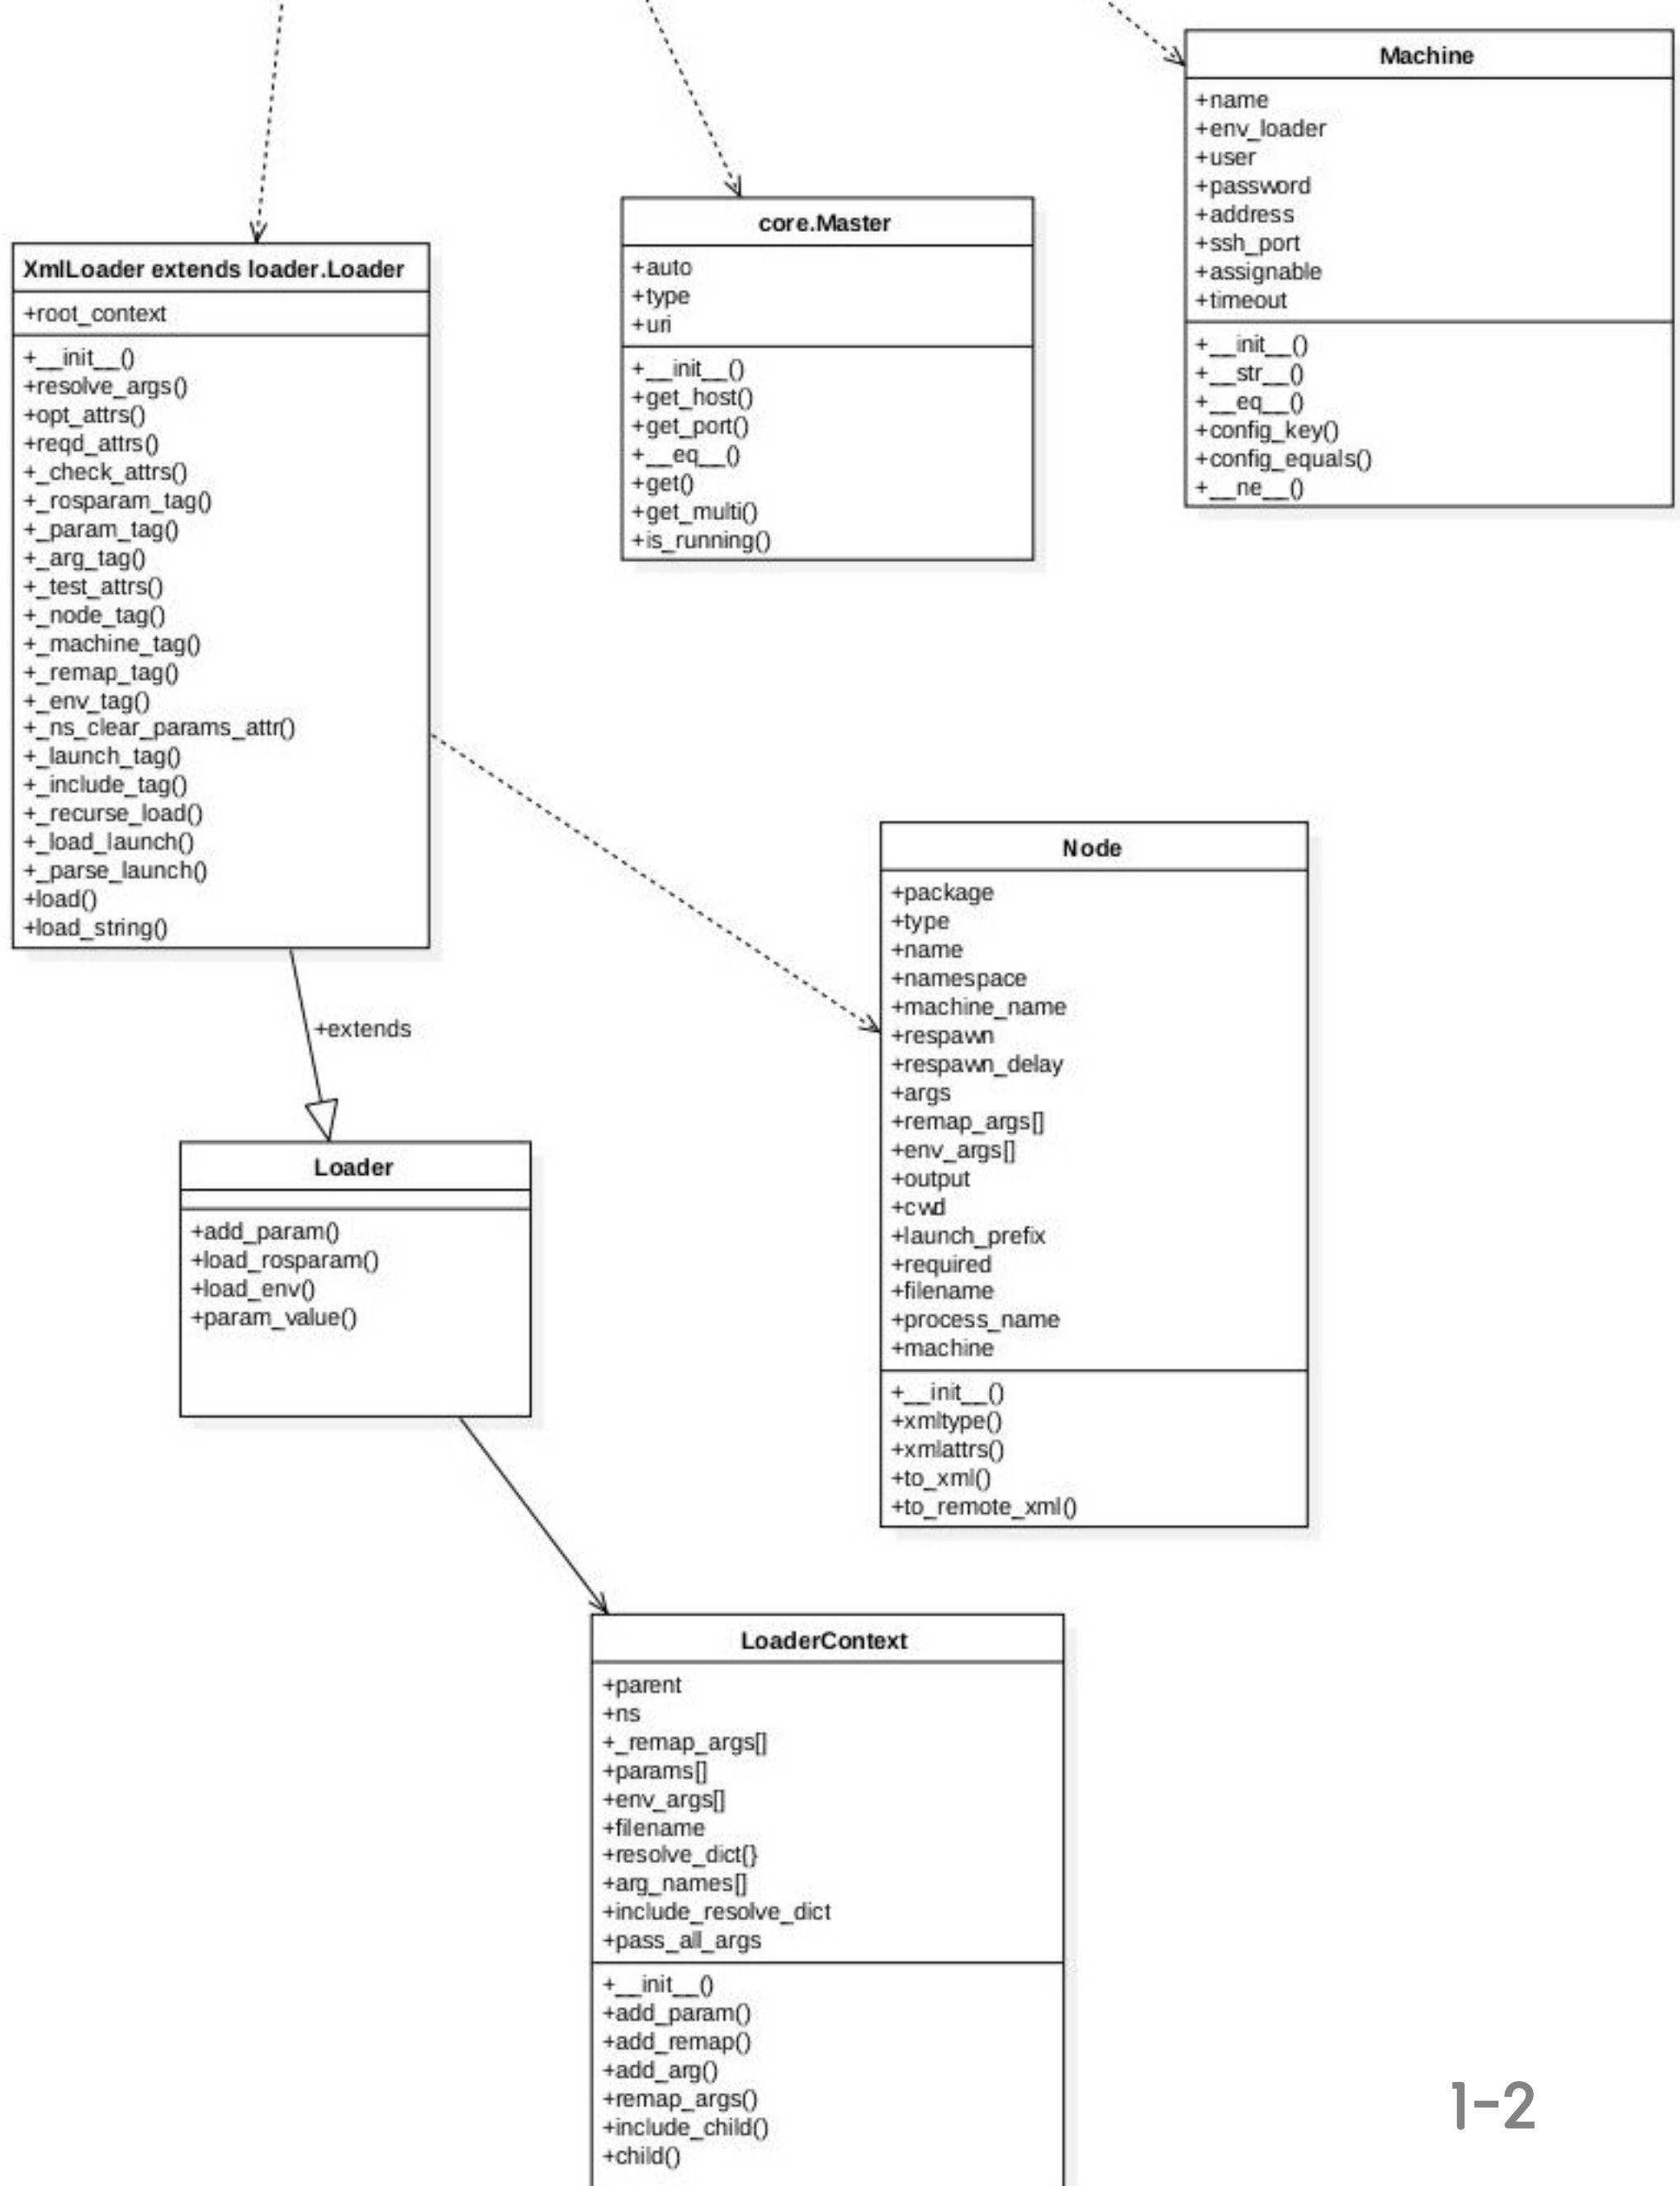 Machine
+name
+env_loader
+user
+password
+address
+ssh_port
+assignable
+timeout
+__init__()
+__str__()
+__eq__()
+config_key()
+config_equals()
+__ne__()
core.Master
+auto
+type
+uri
+__init__()
+get_host()
+get_port()
+__eq__()
+get()
+get_multi()
+is_running()
XmlLoader extends loader.Loader
+root_context
+__init__()
+resolve_args()
+opt_attrs()
+reqd_attrs()
+_check_attrs()
+_rosparam_tag()
+_param_tag()
+_arg_tag()
+_test_attrs()
+_node_tag()
+_machine_tag()
+_remap_tag()
+_env_tag()
+_ns_clear_params_attr()
+_launch_tag()
+_include_tag()
+_recurse_load()
+_load_launch()
+_parse_launch()
+load()
+load_string()
+extends
Node
+package
+type
+name
+namespace
+machine_name
+respawn
+respawn_delay
+args
+remap_args[]
+env_args[]
+output
+cwd
+launch_prefix
+required
+filename
+process_name
+machine
+__init__()
+xmltype()
+xmlattrs()
+to_xml()
+to_remote_xml()
Loader
+add_param()
+load_rosparam()
+load_env()
+param_value()
LoaderContext
+parent
+ns
+_remap_args[]
+params[]
+env_args[]
+filename
+resolve_dict{}
+arg_names[]
+include_resolve_dict
+pass_all_args
+__init__()
+add_param()
+add_remap()
+add_arg()
+remap_args()
+include_child()
+child()
1-2